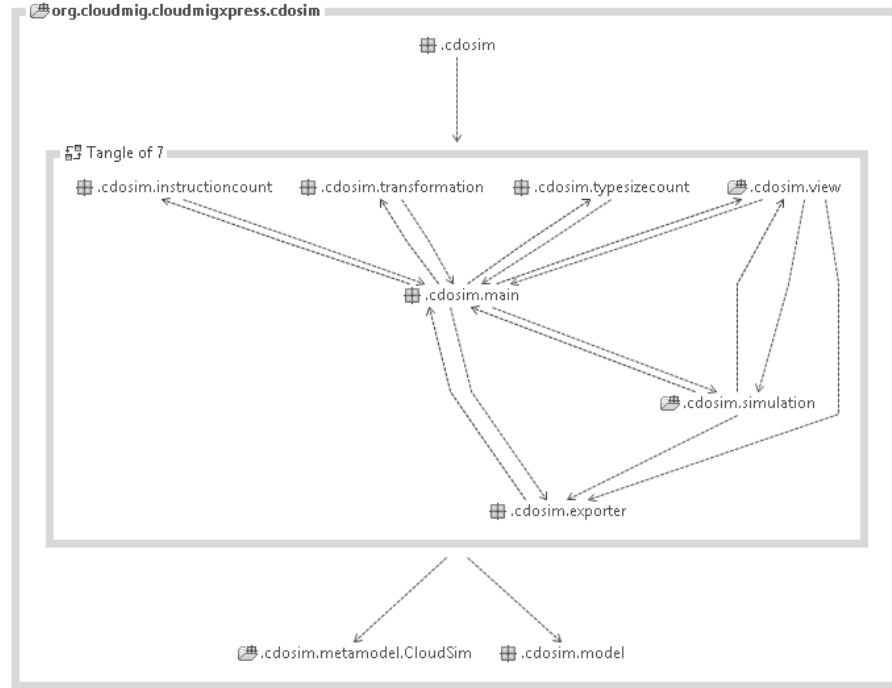 org.cloudmig.cloudmigxpress.cdosim
.cdosim
Tangle of 7
.cdosim.instructioncount .cdosim.transformation .cdosim.typesizecount .cdosim.view
.cdosim.main
.cdosim.simulation
.cdosim.exporter
.cdosim.metamodel.CloudSim .cdosim.model